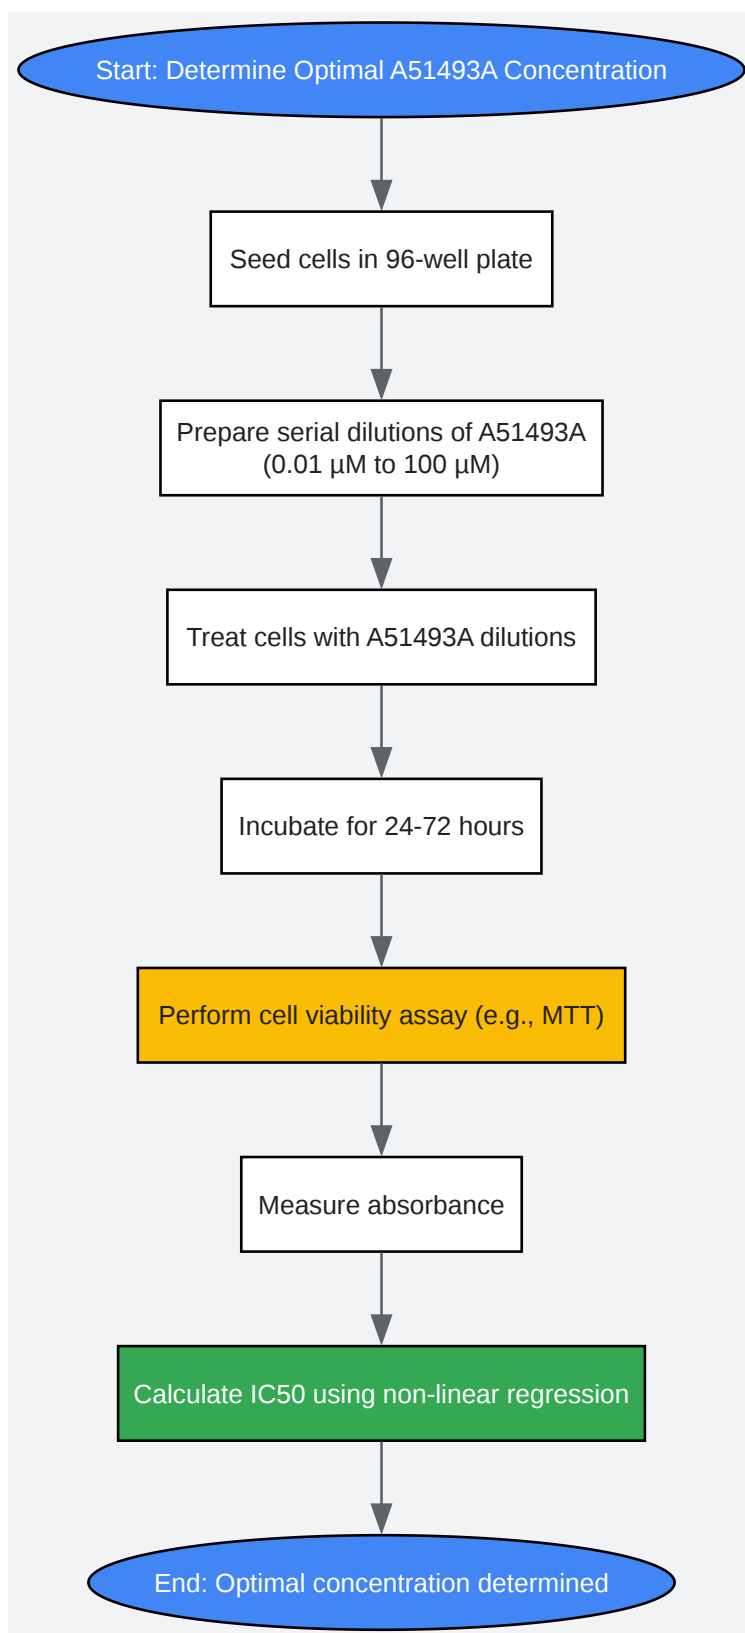 Start: Determine Optimal A51493A Concentration
Seed cells in 96-well plate
Prepare serial dilutions of A51493A
(0.01 µM to 100 µM)
Treat cells with A51493A dilutions
Incubate for 24-72 hours
Perform cell viability assay (e.g., MTT)
Measure absorbance
Calculate IC50 using non-linear regression
End: Optimal concentration determined